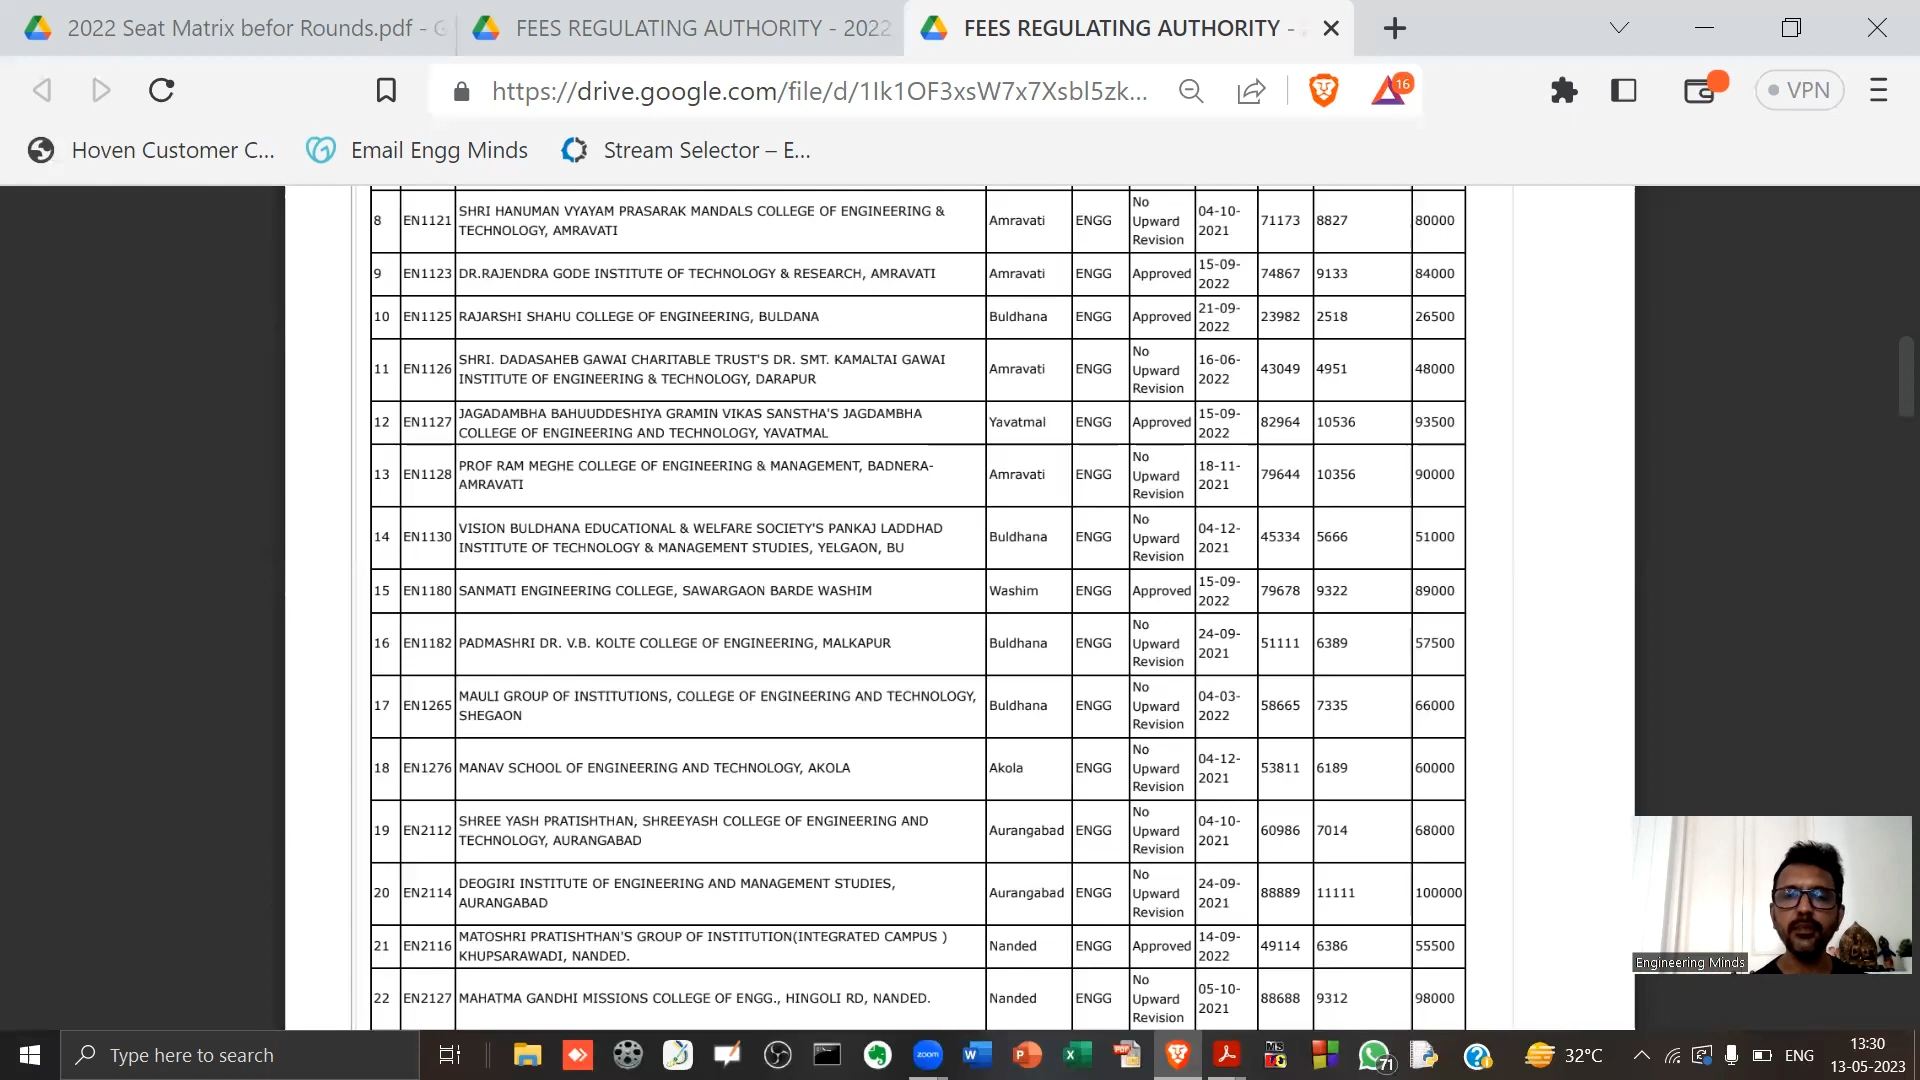 2022 Seat Matrix befor Rounds.pdf - G
FEES REGULATING AUTHORITY - 2022
FEES REGULATING AUTHORITY -
https://drive.google.com/file/d/1Ik1OF3xsW7x7Xsbl5zk...
16
VPN
Hoven Customer C...
Email Engg Minds
Stream Selector – E...
8 EN1121 SHRI HANUMAN VYAYAM PRASARAK MANDALS COLLEGE OF ENGINEERING & TECHNOLOGY, AMRAVATI Amravati ENGG No Upward Revision 04-10-2021 71173 8827 80000
9 EN1123 DR.RAJENDRA GODE INSTITUTE OF TECHNOLOGY & RESEARCH, AMRAVATI Amravati ENGG Approved 15-09-2022 74867 9133 84000
10 EN1125 RAJARSHI SHAHU COLLEGE OF ENGINEERING, BULDANA Buldhana ENGG Approved 21-09-2022 23982 2518 26500
11 EN1126 SHRI. DADASAHEB GAWAI CHARITABLE TRUST'S DR. SMT. KAMALTAI GAWAI INSTITUTE OF ENGINEERING & TECHNOLOGY, DARAPUR Amravati ENGG No Upward Revision 16-06-2022 43049 4951 48000
12 EN1127 JAGADAMBHA BAHUUDDESHIYA GRAMIN VIKAS SANSTHA'S JAGDAMBHA COLLEGE OF ENGINEERING AND TECHNOLOGY, YAVATMAL Yavatmal ENGG Approved 15-09-2022 82964 10536 93500
13 EN1128 PROF RAM MEGHE COLLEGE OF ENGINEERING & MANAGEMENT, BADNERA-AMRAVATI Amravati ENGG No Upward Revision 18-11-2021 79644 10356 90000
14 EN1130 VISION BULDHANA EDUCATIONAL & WELFARE SOCIETY'S PANKAJ LADDHAD INSTITUTE OF TECHNOLOGY & MANAGEMENT STUDIES, YELGAON, BU Buldhana ENGG No Upward Revision 04-12-2021 45334 5666 51000
15 EN1180 SANMATI ENGINEERING COLLEGE, SAWARGAON BARDE WASHIM Washim ENGG Approved 15-09-2022 79678 9322 89000
16 EN1182 PADMASHRI DR. V.B. KOLTE COLLEGE OF ENGINEERING, MALKAPUR Buldhana ENGG No Upward Revision 24-09-2021 51111 6389 57500
17 EN1265 MAULI GROUP OF INSTITUTIONS, COLLEGE OF ENGINEERING AND TECHNOLOGY, SHEGAON Buldhana ENGG No Upward Revision 04-03-2022 58665 7335 66000
18 EN1276 MANAV SCHOOL OF ENGINEERING AND TECHNOLOGY, AKOLA Akola ENGG No Upward Revision 04-12-2021 53811 6189 60000
19 EN2112 SHREE YASH PRATISHTHAN, SHREEYASH COLLEGE OF ENGINEERING AND TECHNOLOGY, AURANGABAD Aurangabad ENGG No Upward Revision 04-10-2021 60986 7014 68000
20 EN2114 DEOGIRI INSTITUTE OF ENGINEERING AND MANAGEMENT STUDIES, AURANGABAD Aurangabad ENGG No Upward Revision 24-09-2021 88889 11111 100000
21 EN2116 MATOSHRI PRATISHTHAN'S GROUP OF INSTITUTION(INTEGRATED CAMPUS ) KHUPSARAWADI, NANDED. Nanded ENGG Approved 14-09-2022 49114 6386 55500
22 EN2127 MAHATMA GANDHI MISSIONS COLLEGE OF ENGG., HINGOLI RD, NANDED. Nanded ENGG No Upward Revision 05-10-2021 88688 9312 98000
Engineering Minds
Type here to search
zoom
71
32°C
ENG
13:30
13-05-2023